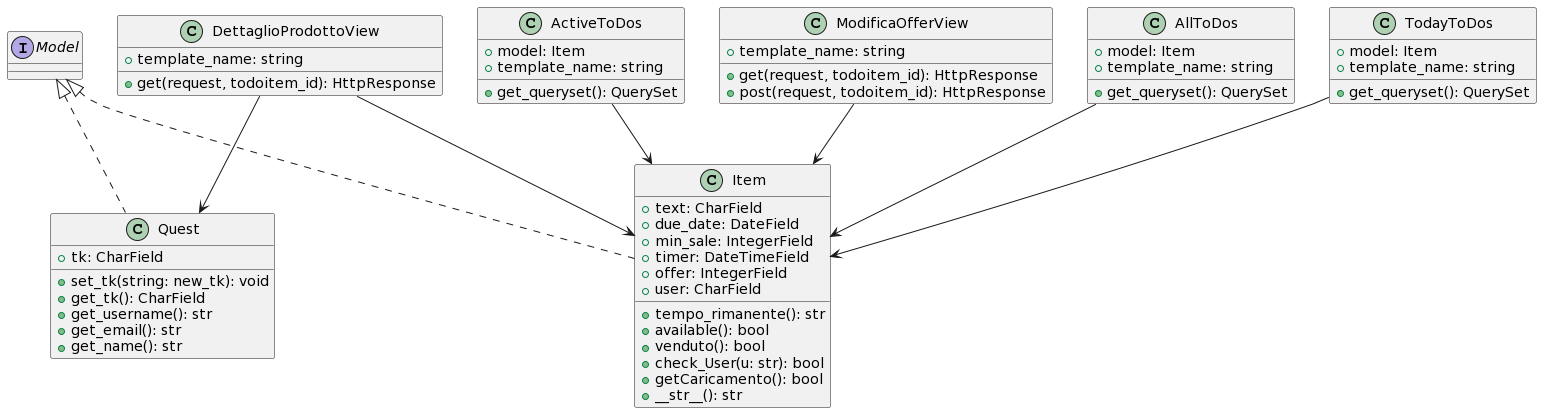 I Model
C DettaglioProdottoView
template_name: string
get(request, todoitem_id): HttpResponse
C ActiveToDos
model: Item
template_name: string
get_queryset(): QuerySet
C ModificaOfferView
template_name: string
get(request, todoitem_id): HttpResponse
post(request, todoitem_id): HttpResponse
C AllToDos
model: Item
template_name: string
get_queryset(): QuerySet
C TodayToDos
model: Item
template_name: string
get_queryset(): QuerySet
C Quest
tk: CharField
set_tk(string: new_tk): void
get_tk(): CharField
get_username(): str
get_email(): str
get_name(): str
C Item
text: CharField
due_date: DateField
min_sale: IntegerField
timer: DateTimeField
offer: IntegerField
user: CharField
tempo_rimanente(): str
available(): bool
venduto(): bool
check_User(u: str): bool
getCaricamento(): bool
__str__(): str